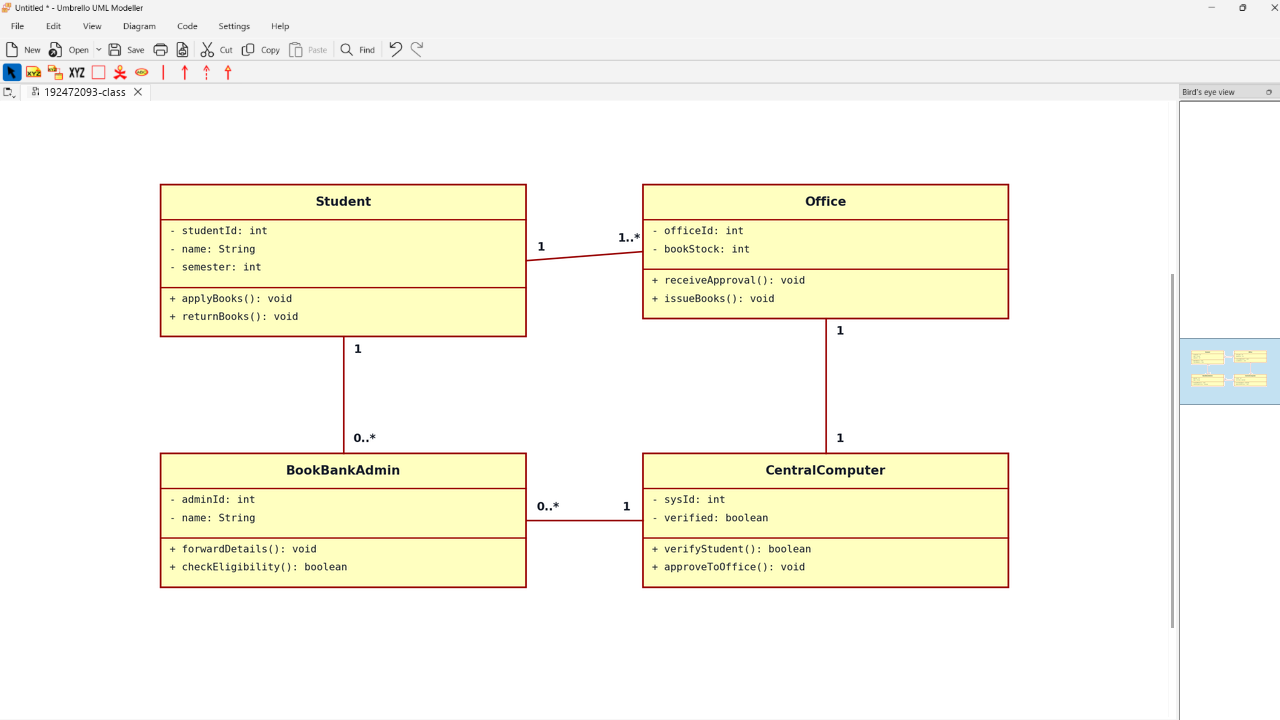 Untitled * - Umbrello UML Modeller
File Edit View Diagram Code Settings Help
New Open Save Cut Copy Paste Find
XYZ XYZ
192472093-class
Bird's eye view
Student
- studentId: int
- name: String
- semester: int
+ applyBooks(): void
+ returnBooks(): void
1
1..*
Office
- officeId: int
- bookStock: int
+ receiveApproval(): void
+ issueBooks(): void
1
0..*
1
1
BookBankAdmin
- adminId: int
- name: String
+ forwardDetails(): void
+ checkEligibility(): boolean
0..*
1
CentralComputer
- sysId: int
- verified: boolean
+ verifyStudent(): boolean
+ approveToOffice(): void